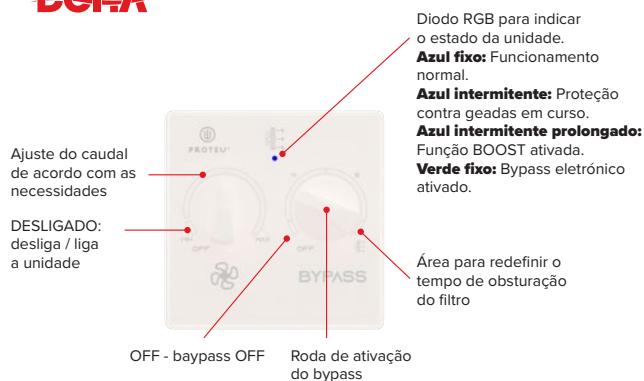 Diodo RGB para indicar
o estado da unidade.
Azul fixo: Funcionamento
normal.
Azul intermitente: Proteção
contra geadas em curso.
Azul intermitente prolongado:
Função BOOST ativada.
Verde fixo: Bypass eletrónico
ativado.
Ajuste do caudal
de acordo com as
necessidades
DESLIGADO:
desliga / liga
a unidade
PROTEU
MIN
OFF
MAX
OFF
BYPASS
Área para redefinir o
tempo de obsturação
do filtro
OFF - baypass OFF
Roda de ativação
do bypass